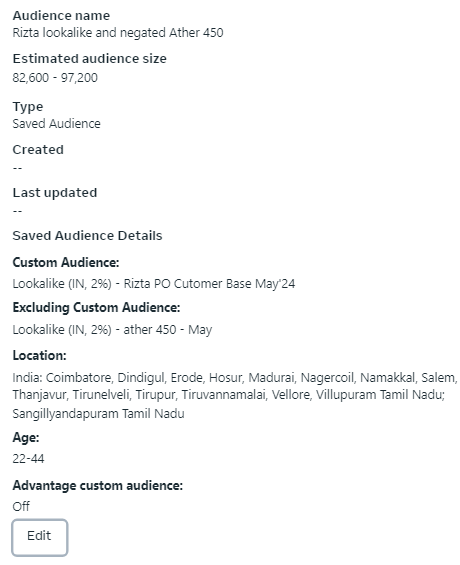 Audience name
Rizta lookalike and negated Ather 450
Estimated audience size
82,600 - 97,200
Type
Saved Audience
Created
--
Last updated
--
Saved Audience Details
Custom Audience:
Lookalike (IN, 2%) - Rizta PO Cutomer Base May'24
Excluding Custom Audience:
Lookalike (IN, 2%) - ather 450 - May
Location:
India: Coimbatore, Dindigul, Erode, Hosur, Madurai, Nagercoil, Namakkal, Salem,
Thanjavur, Tirunelveli, Tirupur, Tiruvannamalai, Vellore, Villupuram Tamil Nadu;
Sangillyandapuram Tamil Nadu
Age:
22-44
Advantage custom audience:
Off
Edit